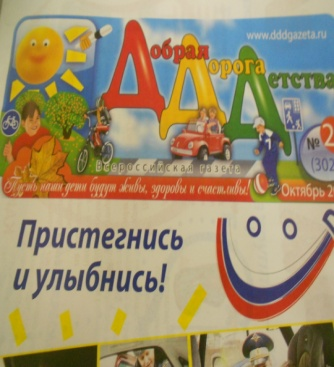 www.dddgazeta.ru
Добрая
Дорога
Детства
№ 2
(302
Всероссийская газета
Пусть наши дети будут живы, здоровы и счастливы!
Октябрь 2
Пристегнись
и улыбнись!